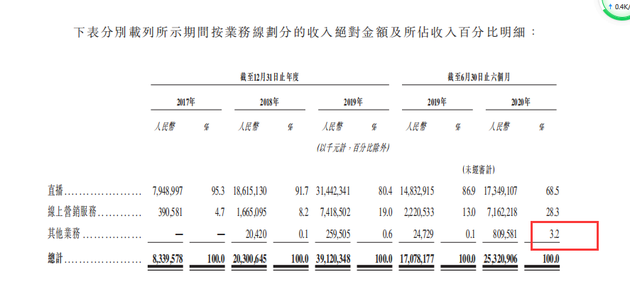 0.4K/
下表分別載列所示期間按業務線劃分的收入絕對金額及所佔收入百分比明細：
截至12月31日止年度 截至6月30日止六個月
2017年 2018年 2019年 2019年 2020年
人民幣 % 人民幣 % 人民幣 % 人民幣 % 人民幣 %
(以千元計，百分比除外)
(未經審計)
直播 .................... 7,948,997 95.3 18,615,130 91.7 31,442,341 80.4 14,832,915 86.9 17,349,107 68.5
線上營銷服務 ........... 390,581 4.7 1,665,095 8.2 7,418,502 19.0 2,220,533 13.0 7,162,218 28.3
其他業務 ............... — — 20,420 0.1 259,505 0.6 24,729 0.1 809,581 3.2
總計 .................... 8,339,578 100.0 20,300,645 100.0 39,120,348 100.0 17,078,177 100.0 25,320,906 100.0